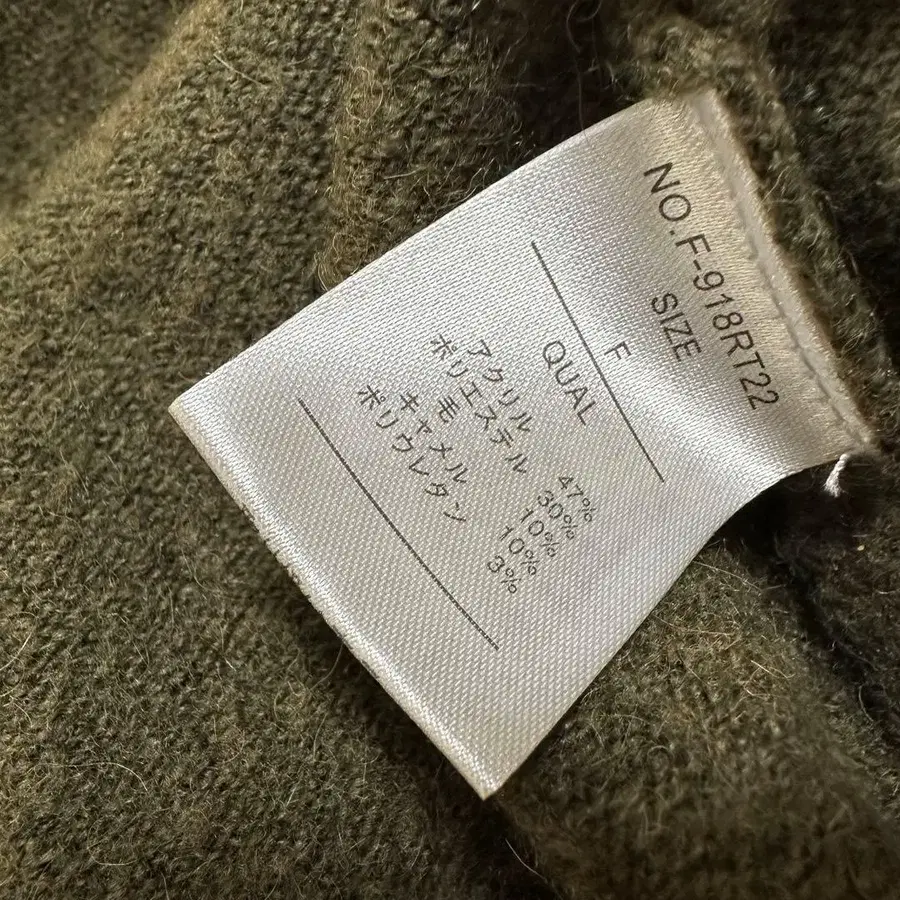 NO.F-918RT22
SIZE
F
QUAL
アクリル 47%
ポリエステル 30%
毛 10%
キャメル 10%
ポリウレタン 3%